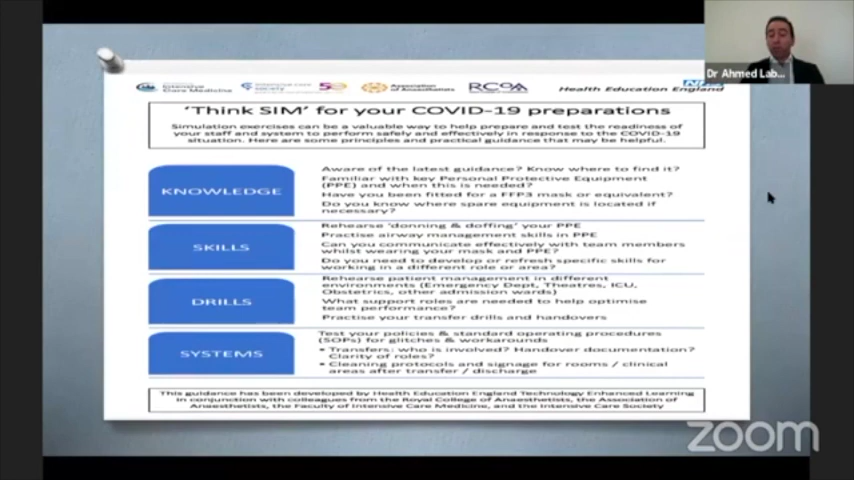 Dr Ahmed Lab...
Intensive Care Medicine
intensive care society
Association of Anaesthetists
RCOA
NHS
Health Education England
'Think SIM' for your COVID-19 preparations
Simulation exercises can be a valuable way to help prepare and test the readiness of
your staff and system to perform safely and effectively in response to the COVID-19
situation. Here are some principles and practical guidance that may be helpful.
KNOWLEDGE
Aware of the latest guidance? Know where to find it?
Familiar with key Personal Protective Equipment
(PPE) and when this is needed?
Have you been fitted for a FFP3 mask or equivalent?
Do you know where spare equipment is located if
necessary?
SKILLS
Rehearse 'donning & doffing' your PPE
Practise airway management skills in PPE
Can you communicate effectively with team members
whilst wearing your mask and PPE?
Do you need to develop or refresh specific skills for
working in a different role or area?
DRILLS
Rehearse patient management in different
environments (Emergency Dept, Theatres, ICU,
Obstetrics, other admission wards)
What support roles are needed to help optimise
team performance?
Practise your transfer drills and handovers
SYSTEMS
Test your policies & standard operating procedures
(SOPs) for glitches & workarounds
• Transfers: who is involved? Handover documentation?
Clarity of roles?
• Cleaning protocols and signage for rooms / clinical
areas after transfer / discharge
This guidance has been developed by Health Education England Technology Enhanced Learning
in conjunction with colleagues from the Royal College of Anaesthetists, the Association of
Anaesthetists, the Faculty of Intensive Care Medicine, and the Intensive Care Society
zoom